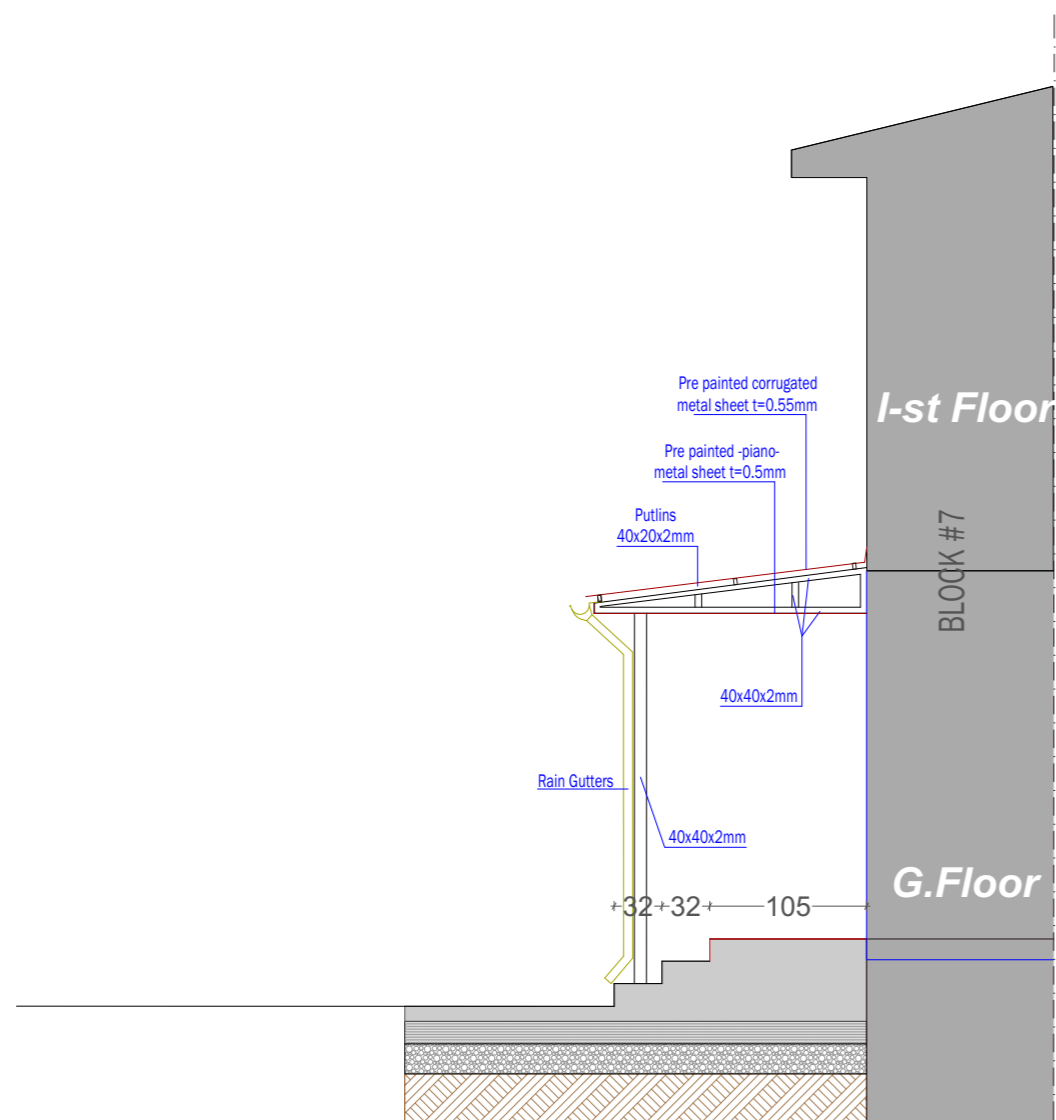 Pre painted corrugated
metal sheet t=0.55mm
I-st Floor
Pre painted -piano-
metal sheet t=0.5mm
Putlins
40x20x2mm
BLOCK #7
40x40x2mm
Rain Gutters
40x40x2mm
G.Floor
32
32
105